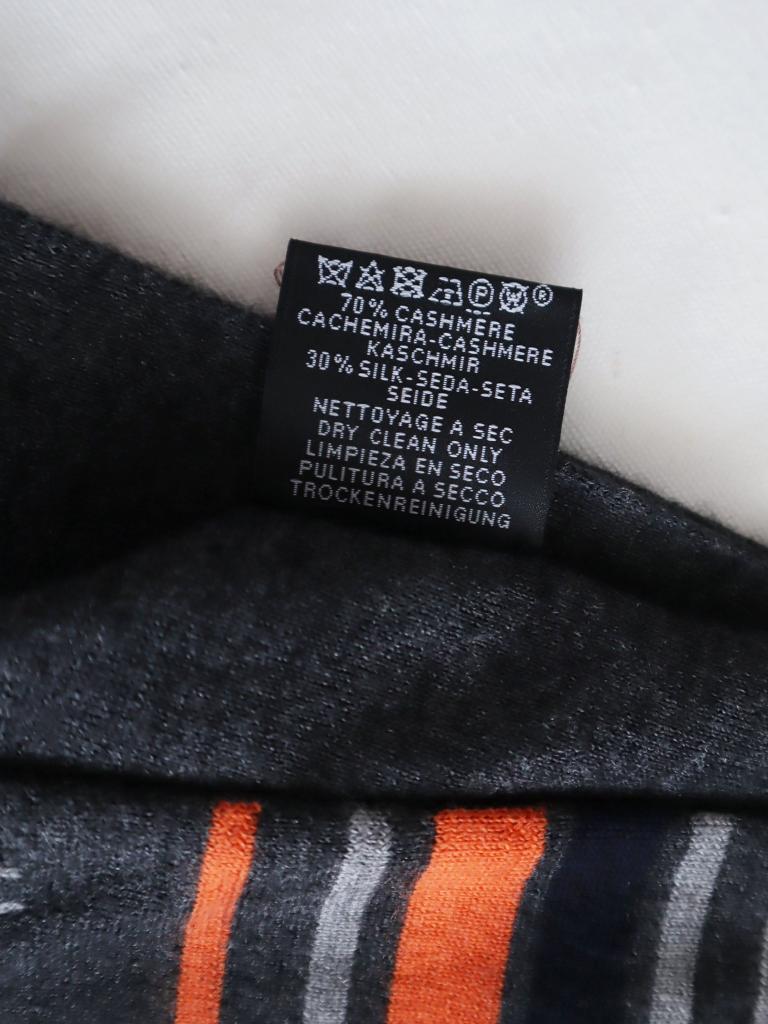 P W ®
70% CASHMERE
CACHEMIRA-CASHMERE
KASCHMIR
30% SILK-SEDA-SETA
SEIDE
NETTOYAGE A SEC
DRY CLEAN ONLY
LIMPIEZA EN SECO
PULITURA A SECCO
TROCKENREINIGUNG